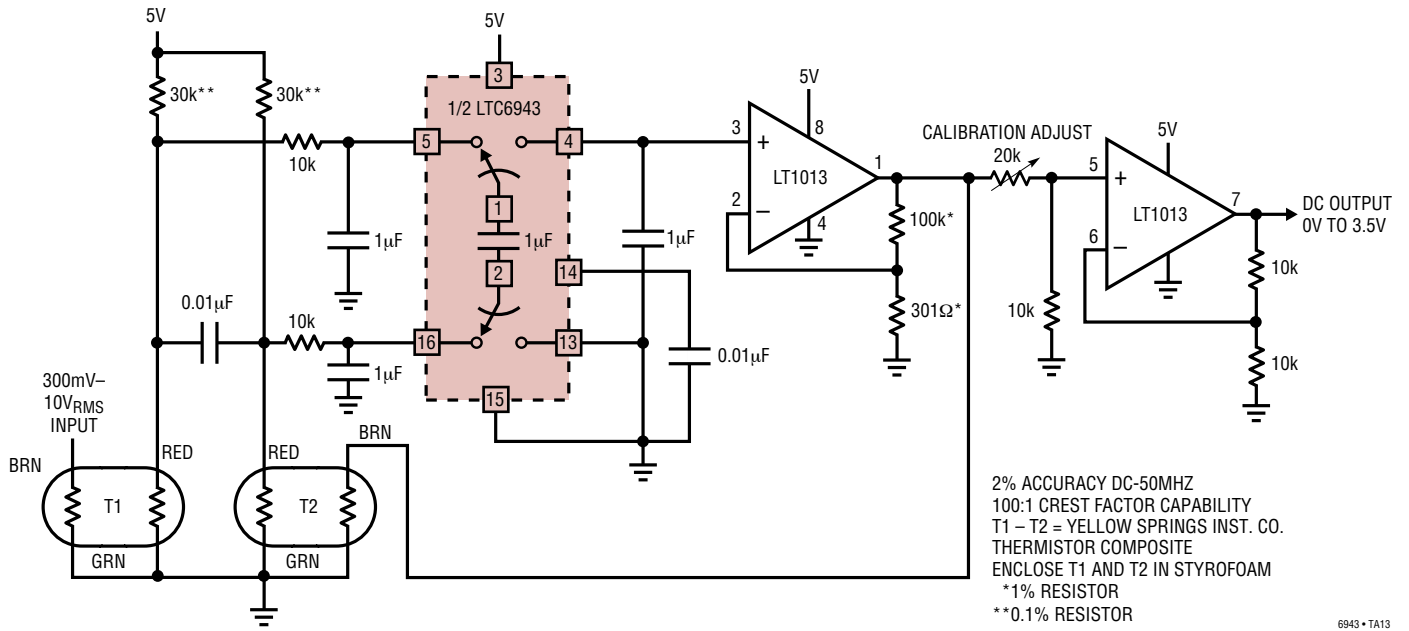 5V
5V
30k**
30k**
3
1/2 LTC6943
5V
5V
5
4
3
+
8
1
CALIBRATION ADJUST
20k
5
+
10k
LT1013
LT1013
7
DC OUTPUT
0V TO 3.5V
1
2
−
4
100k*
6
−
1µF
1µF
1µF
14
10k
2
0.01µF
10k
301Ω*
10k
16
13
0.01µF
1µF
10k
300mV–
10VRMS
INPUT
15
BRN
RED
RED
BRN
T1
T2
GRN
GRN
2% ACCURACY DC-50MHZ
100:1 CREST FACTOR CAPABILITY
T1 – T2 = YELLOW SPRINGS INST. CO.
THERMISTOR COMPOSITE
ENCLOSE T1 AND T2 IN STYROFOAM
*1% RESISTOR
**0.1% RESISTOR
6943 • TA13